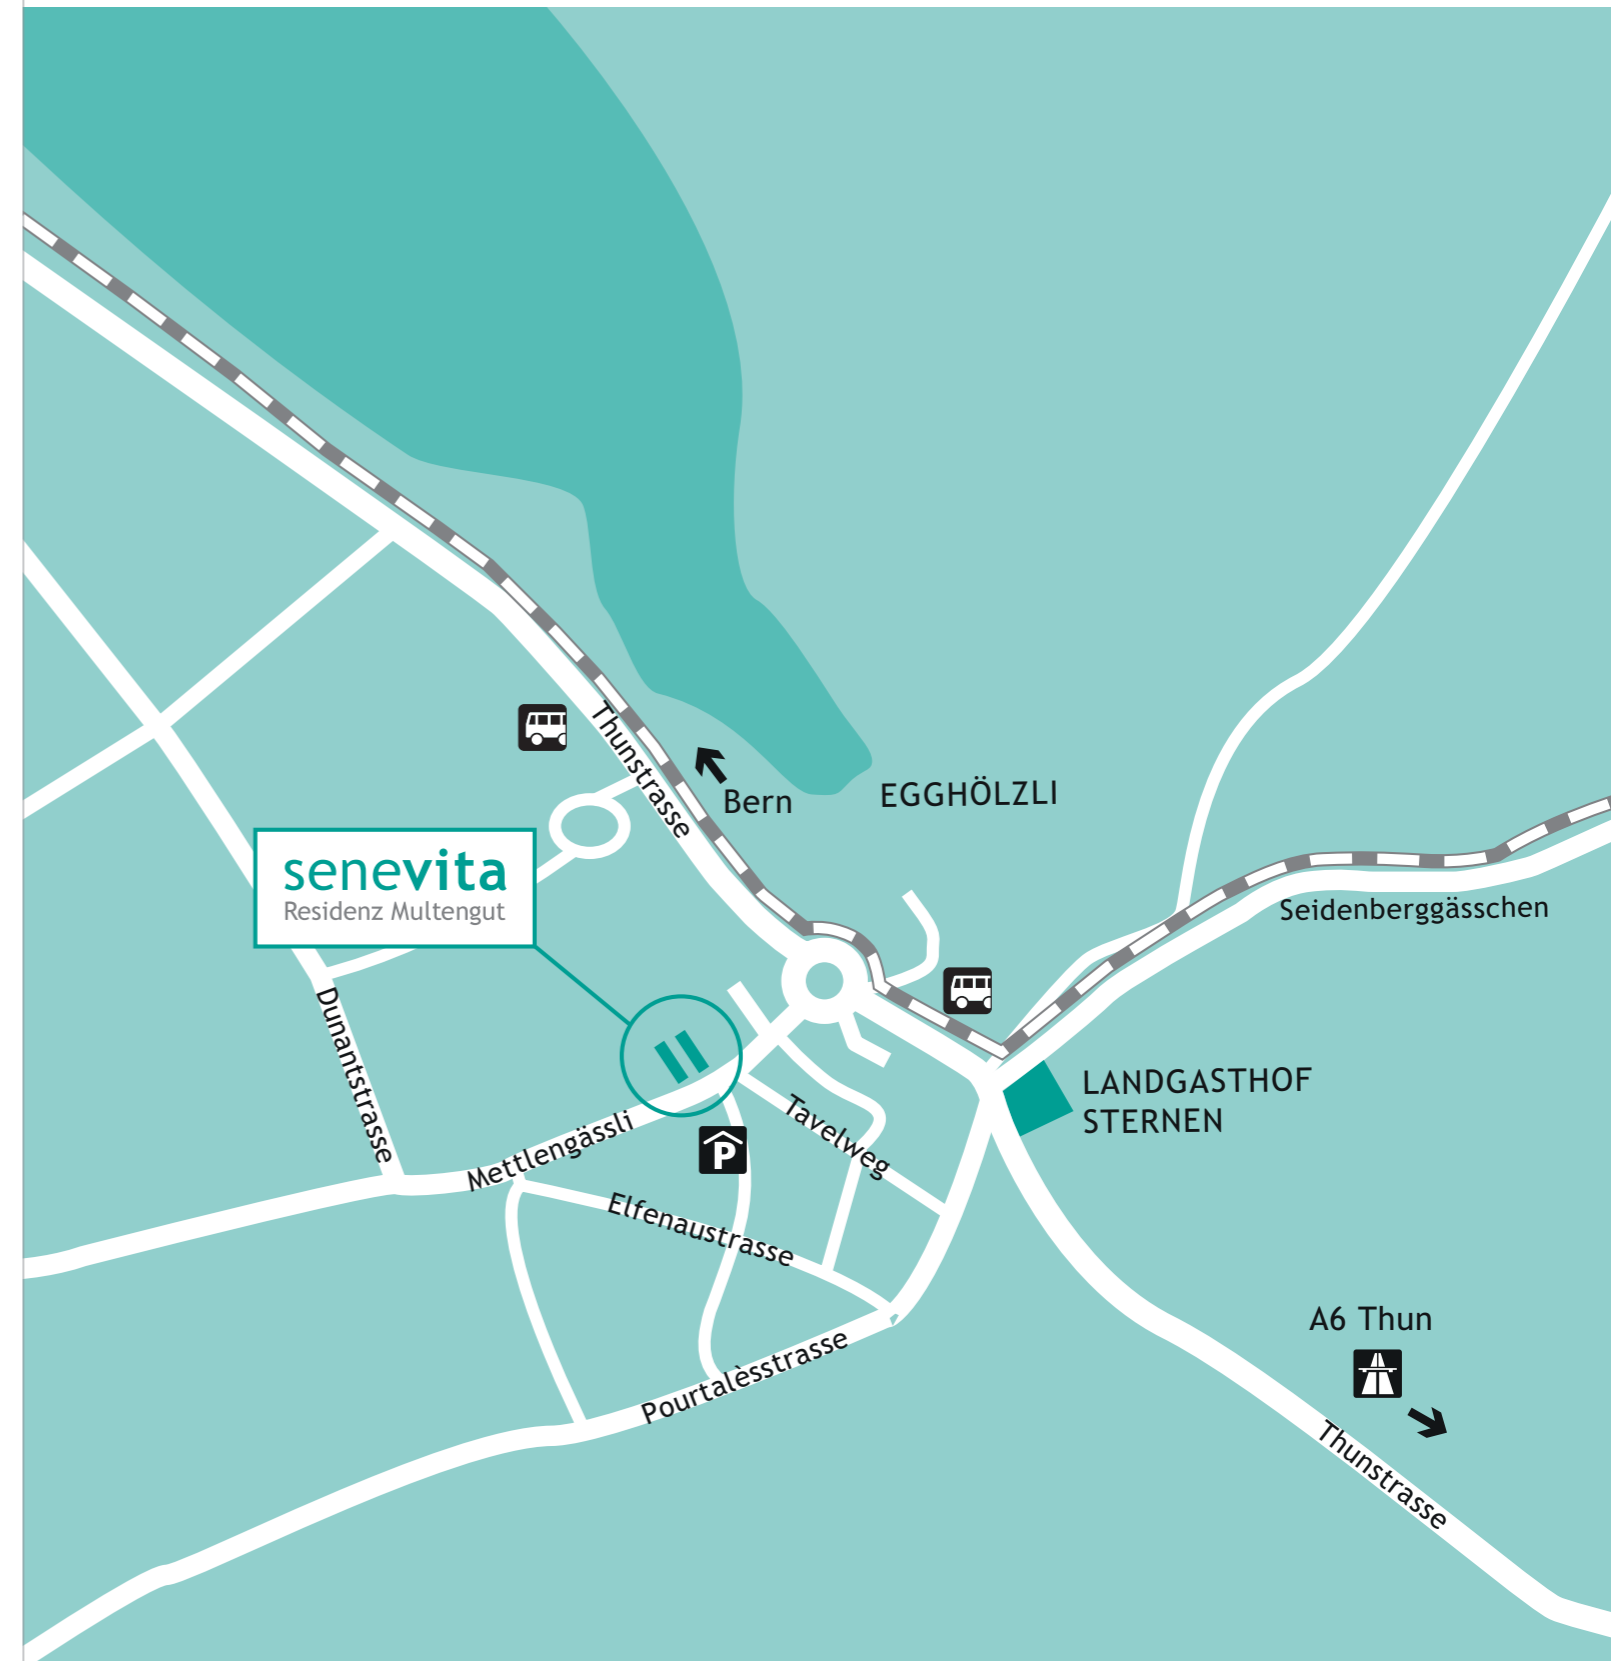 Thunstrasse
Bern
EGGHÖLZLI
senevita
Residenz Multengut
Seidenberggässchen
Dunantstrasse
Mettlengässli
Tavelweg
LANDGASTHOF
STERNEN
P
Elfenaustrasse
Pourtalèsstrasse
A6 Thun
Thunstrasse